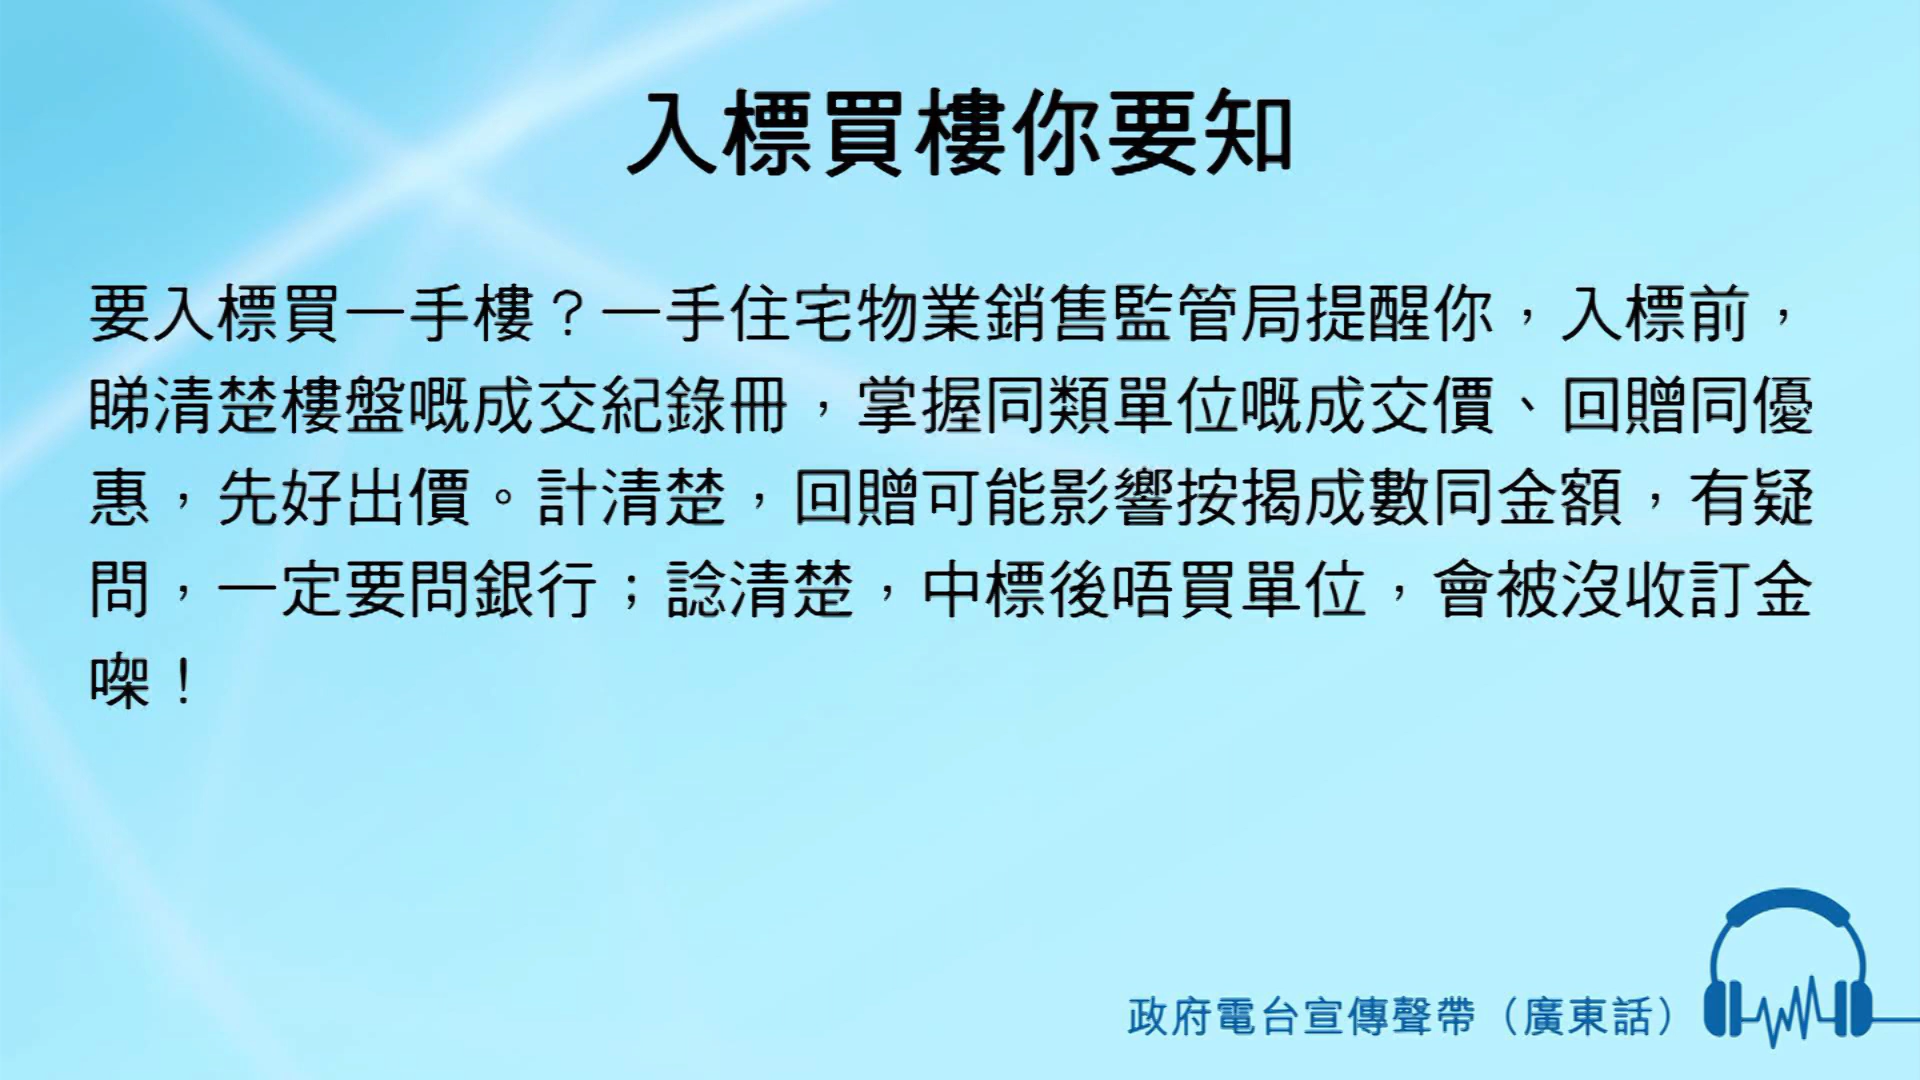 入標買樓你要知
要入標買一手樓？一手住宅物業銷售監管局提醒你，入標前，
睇清楚樓盤嘅成交紀錄冊，掌握同類單位嘅成交價、回贈同優
惠，先好出價。計清楚，回贈可能影響按揭成數同金額，有疑
問，一定要問銀行；諗清楚，中標後唔買單位，會被沒收訂金
㗎！
政府電台宣傳聲帶（廣東話）